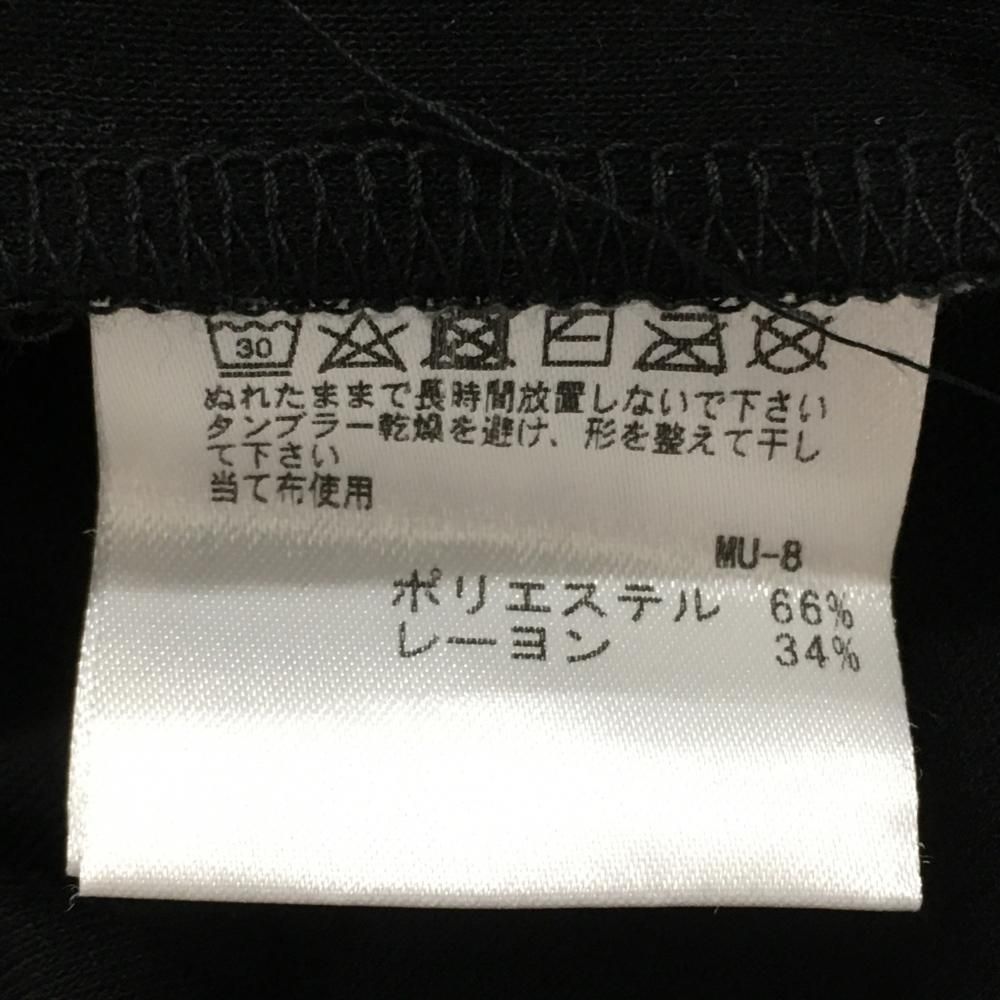 30
ぬれたままで長時間放置しないで下さい
タンブラー乾燥を避け、形を整えて干し
て下さい
当て布使用
MU-8
ポリエステル 66%
レーヨン 34%